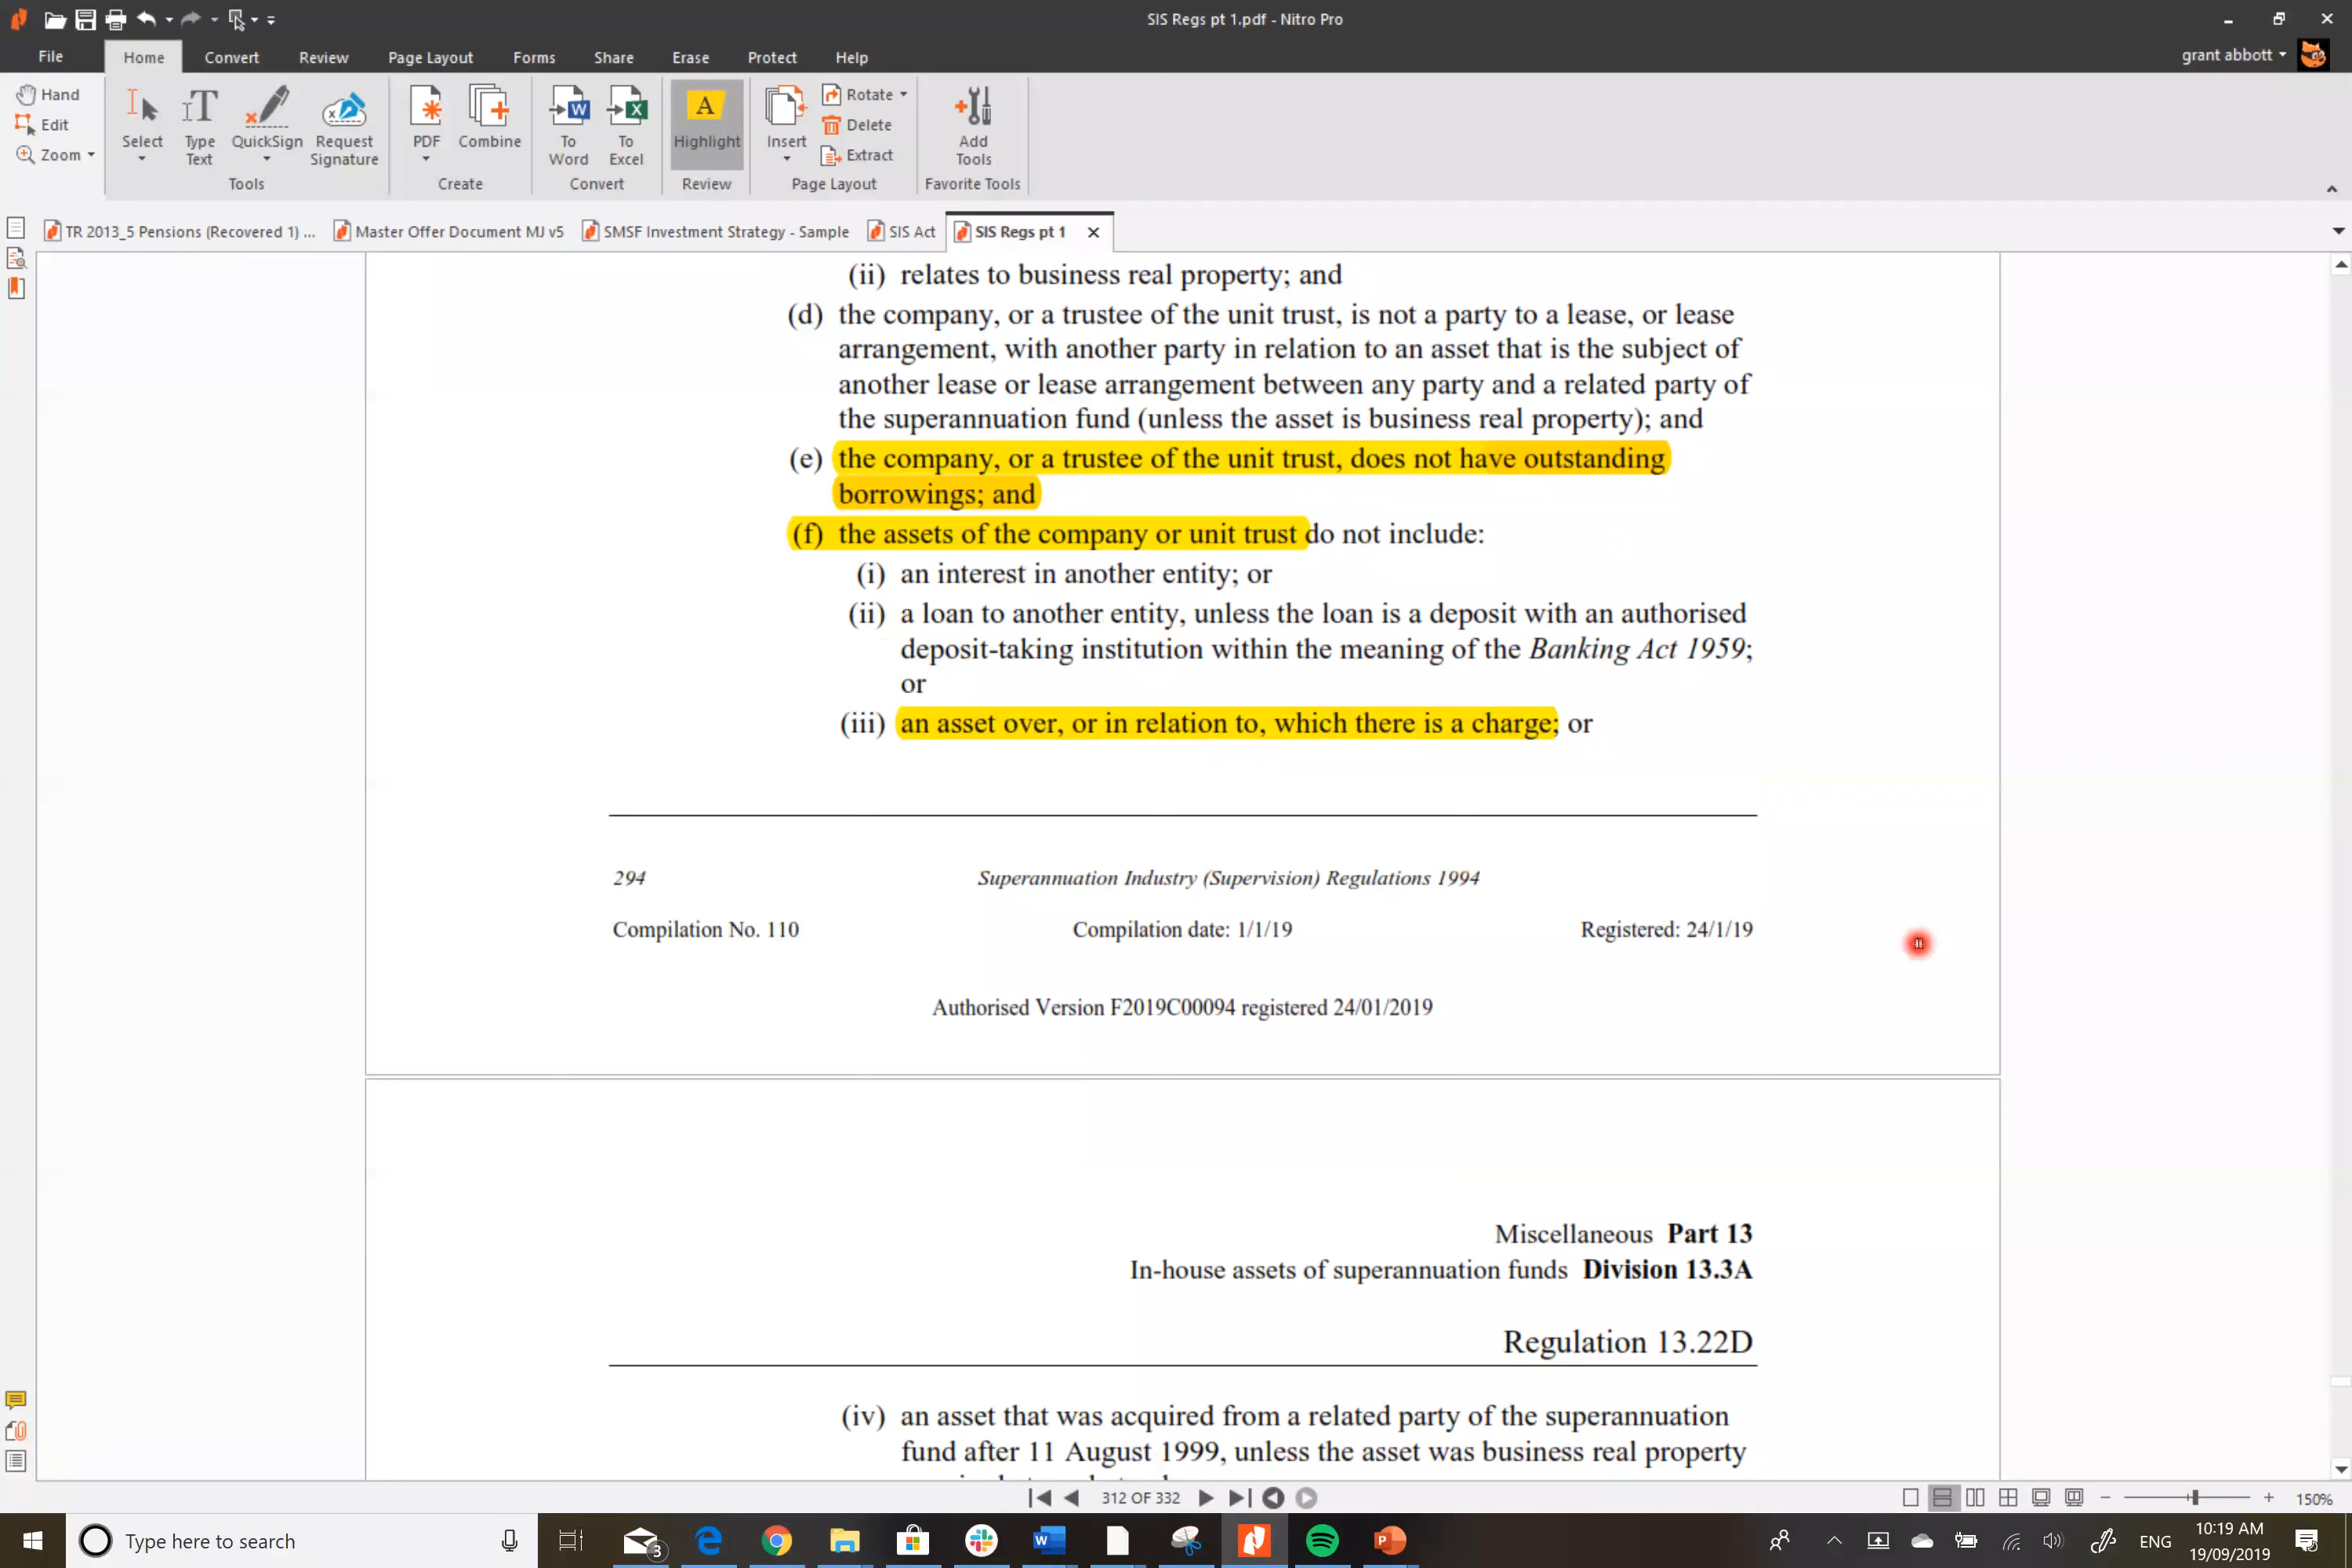 SIS Regs pt 1.pdf - Nitro Pro
File Home Convert Review Page Layout Forms Share Erase Protect Help
grant abbott
Hand
Edit
Zoom
Select
Type Text
QuickSign
Request Signature
Tools
PDF
Combine
Create
To Word
To Excel
Convert
A
Highlight
Review
Insert
Rotate
Delete
Extract
Page Layout
Add Tools
Favorite Tools
TR 2013_5 Pensions (Recovered 1) ...
Master Offer Document MJ v5
SMSF Investment Strategy - Sample
SIS Act
SIS Regs pt 1
(ii) relates to business real property; and
(d) the company, or a trustee of the unit trust, is not a party to a lease, or lease
arrangement, with another party in relation to an asset that is the subject of
another lease or lease arrangement between any party and a related party of
the superannuation fund (unless the asset is business real property); and
(e) the company, or a trustee of the unit trust, does not have outstanding
borrowings; and
(f) the assets of the company or unit trust do not include:
(i) an interest in another entity; or
(ii) a loan to another entity, unless the loan is a deposit with an authorised
deposit-taking institution within the meaning of the Banking Act 1959;
or
(iii) an asset over, or in relation to, which there is a charge; or
294 Superannuation Industry (Supervision) Regulations 1994
Compilation No. 110 Compilation date: 1/1/19 Registered: 24/1/19
Authorised Version F2019C00094 registered 24/01/2019
Miscellaneous Part 13
In-house assets of superannuation funds Division 13.3A
Regulation 13.22D
(iv) an asset that was acquired from a related party of the superannuation
fund after 11 August 1999, unless the asset was business real property
312 OF 332
150%
Type here to search
3
ENG
10:19 AM
19/09/2019